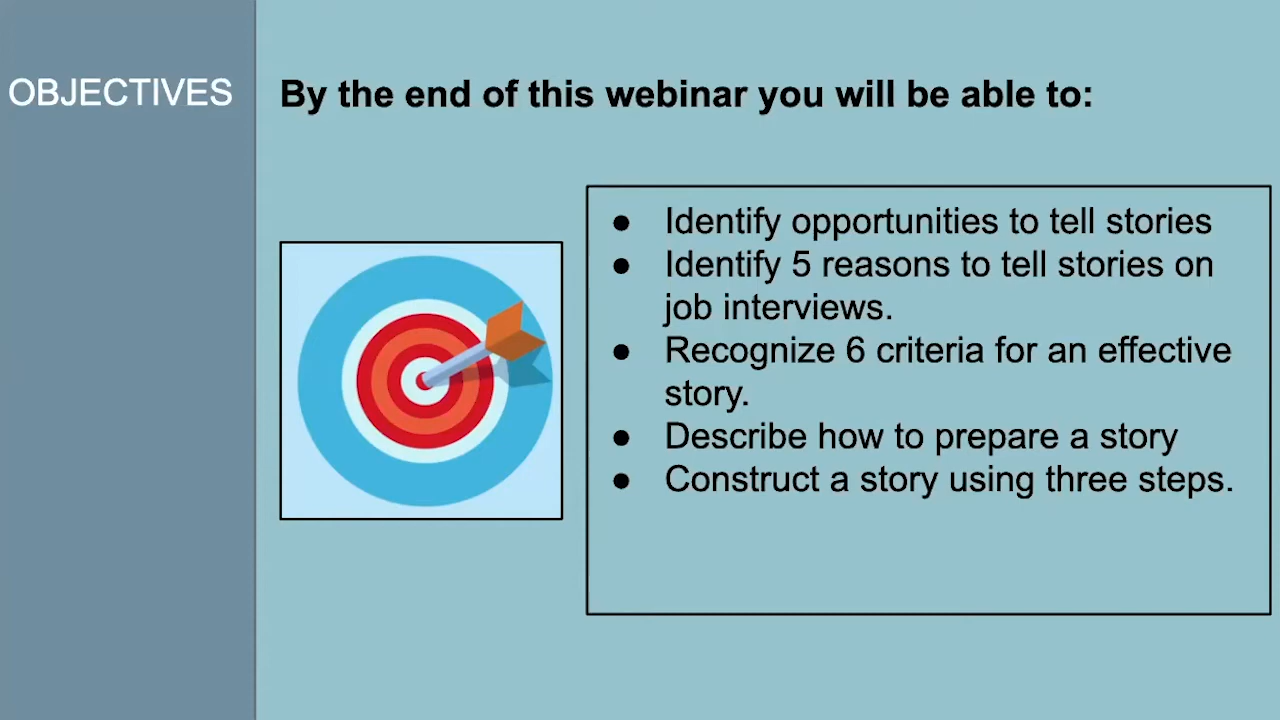 OBJECTIVES
By the end of this webinar you will be able to:
● Identify opportunities to tell stories
● Identify 5 reasons to tell stories on
job interviews.
● Recognize 6 criteria for an effective
story.
● Describe how to prepare a story
● Construct a story using three steps.